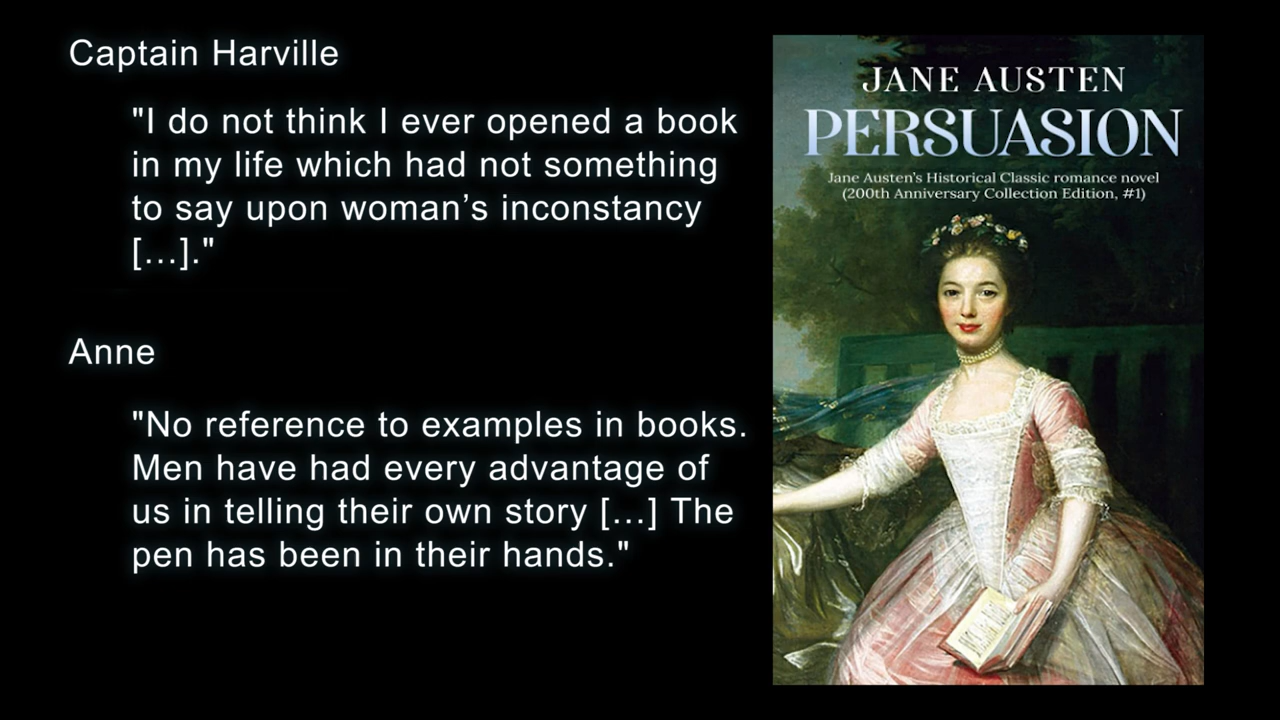 Captain Harville
"I do not think I ever opened a book
in my life which had not something
to say upon woman’s inconstancy
[…]."
Anne
"No reference to examples in books.
Men have had every advantage of
us in telling their own story […] The
pen has been in their hands."
JANE AUSTEN
PERSUASION
Jane Austen's Historical Classic romance novel
(200th Anniversary Collection Edition, #1)